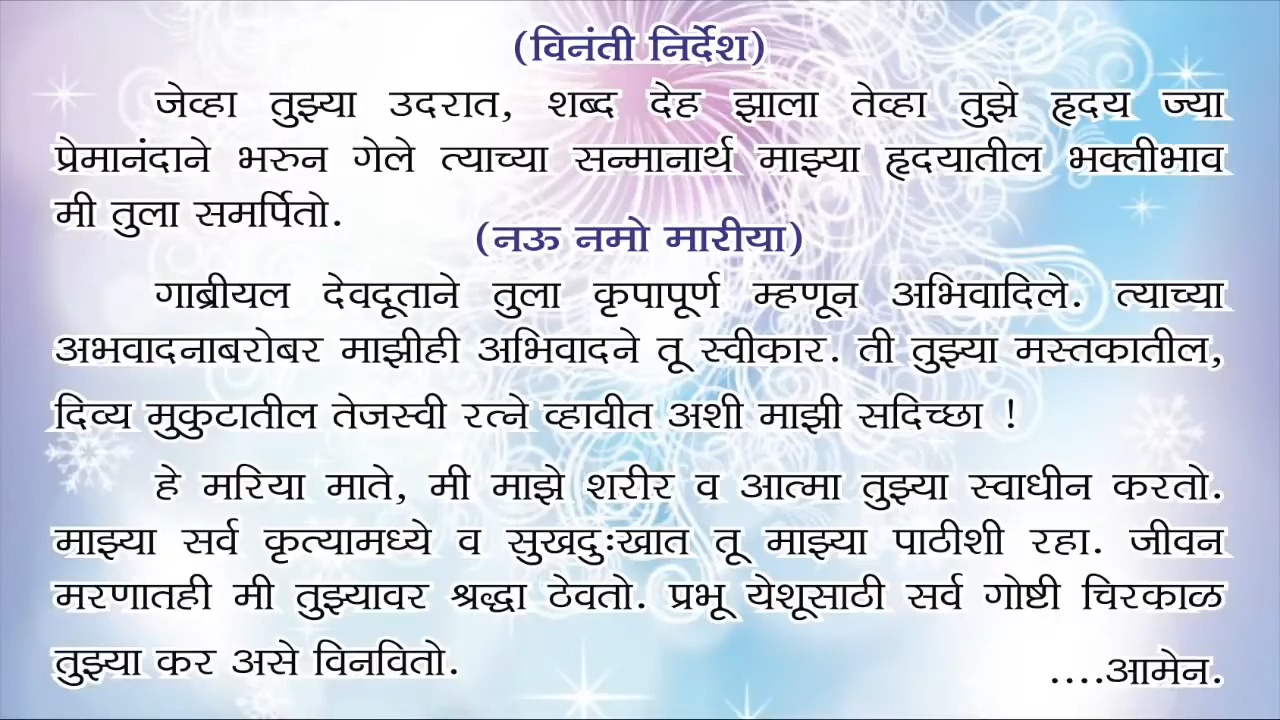 (विनंती निर्देश)
जेव्हा तुझ्या उदरात, शब्द देह झाला तेव्हा तुझे हृदय ज्या
प्रेमानंदाने भरुन गेले त्याच्या सन्मानार्थ माझ्या हृदयातील भक्तीभाव
मी तुला समर्पितो.
(नऊ नमो मारीया)
गाब्रीयल देवदूताने तुला कृपापूर्ण म्हणून अभिवादिले. त्याच्या
अभवादनाबरोबर माझीही अभिवादने तू स्वीकार. ती तुझ्या मस्तकातील,
दिव्य मुकुटातील तेजस्वी रत्ने व्हावीत अशी माझी सदिच्छा !
हे मरिया माते, मी माझे शरीर व आत्मा तुझ्या स्वाधीन करतो.
माझ्या सर्व कृत्यामध्ये व सुखदुःखात तू माझ्या पाठीशी रहा. जीवन
मरणातही मी तुझ्यावर श्रद्धा ठेवतो. प्रभू येशूसाठी सर्व गोष्टी चिरकाळ
तुझ्या कर असे विनवितो.
....आमेन.